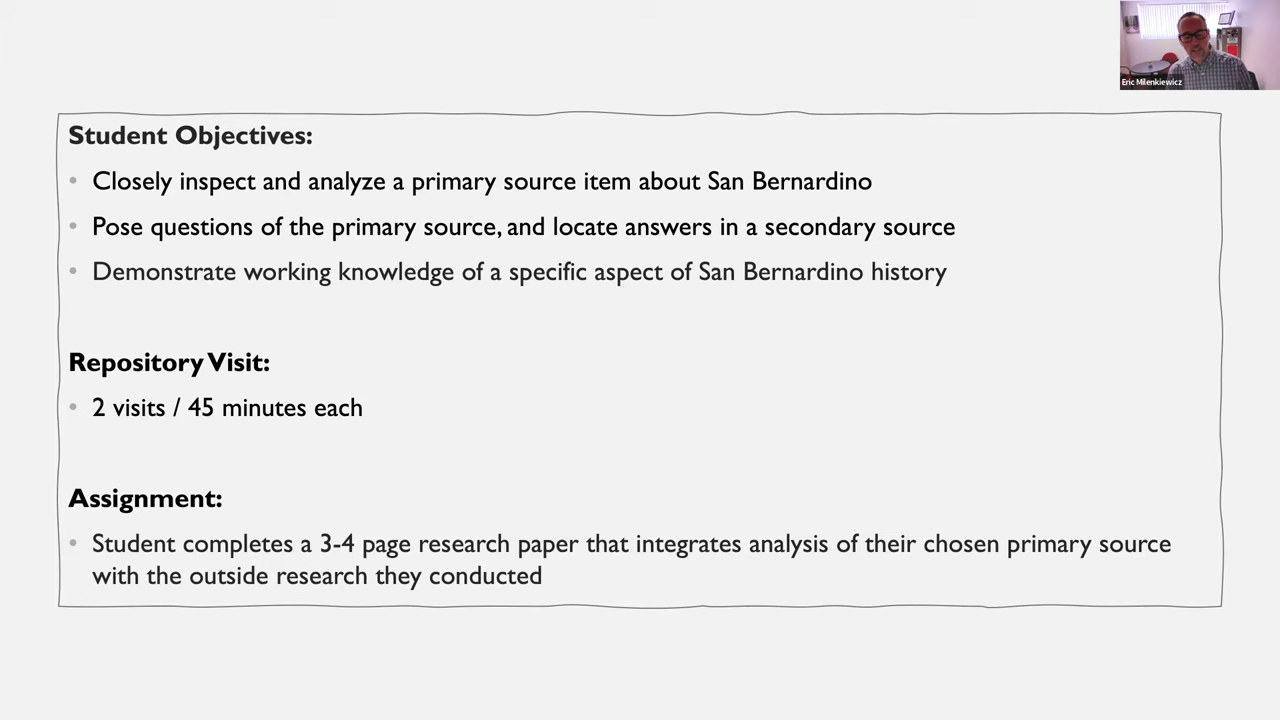 Eric Milenkiewicz
Student Objectives:
• Closely inspect and analyze a primary source item about San Bernardino
• Pose questions of the primary source, and locate answers in a secondary source
• Demonstrate working knowledge of a specific aspect of San Bernardino history
Repository Visit:
• 2 visits / 45 minutes each
Assignment:
• Student completes a 3-4 page research paper that integrates analysis of their chosen primary source
with the outside research they conducted